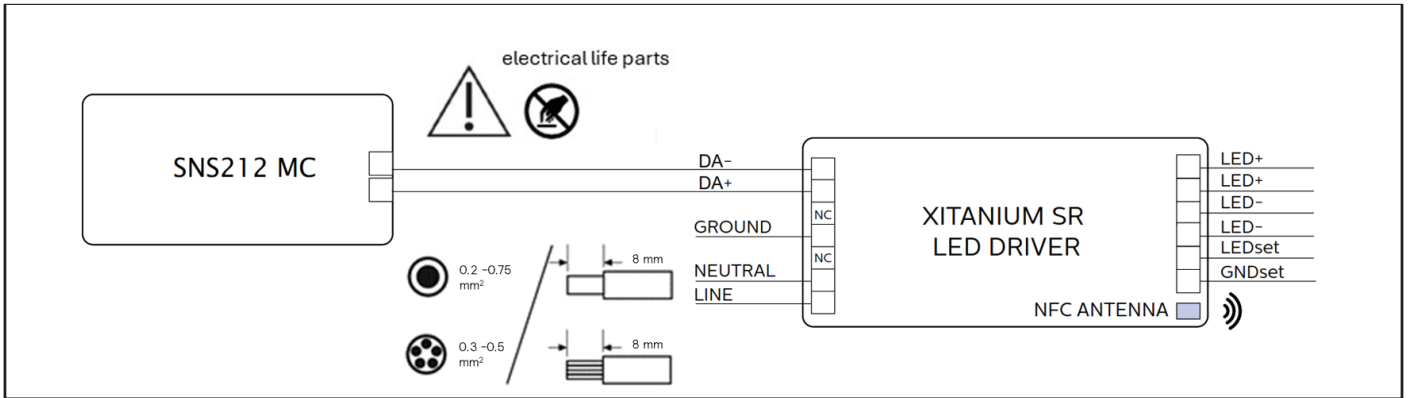 electrical life parts
SNS212 MC
DA-
DA+
NC
GROUND
NC
NEUTRAL
LINE
XITANIUM SR
LED DRIVER
LED+
LED+
LED-
LED-
LEDset
GNDset
NFC ANTENNA
0.2 -0.75
mm²
8 mm
0.3 -0.5
mm²
8 mm